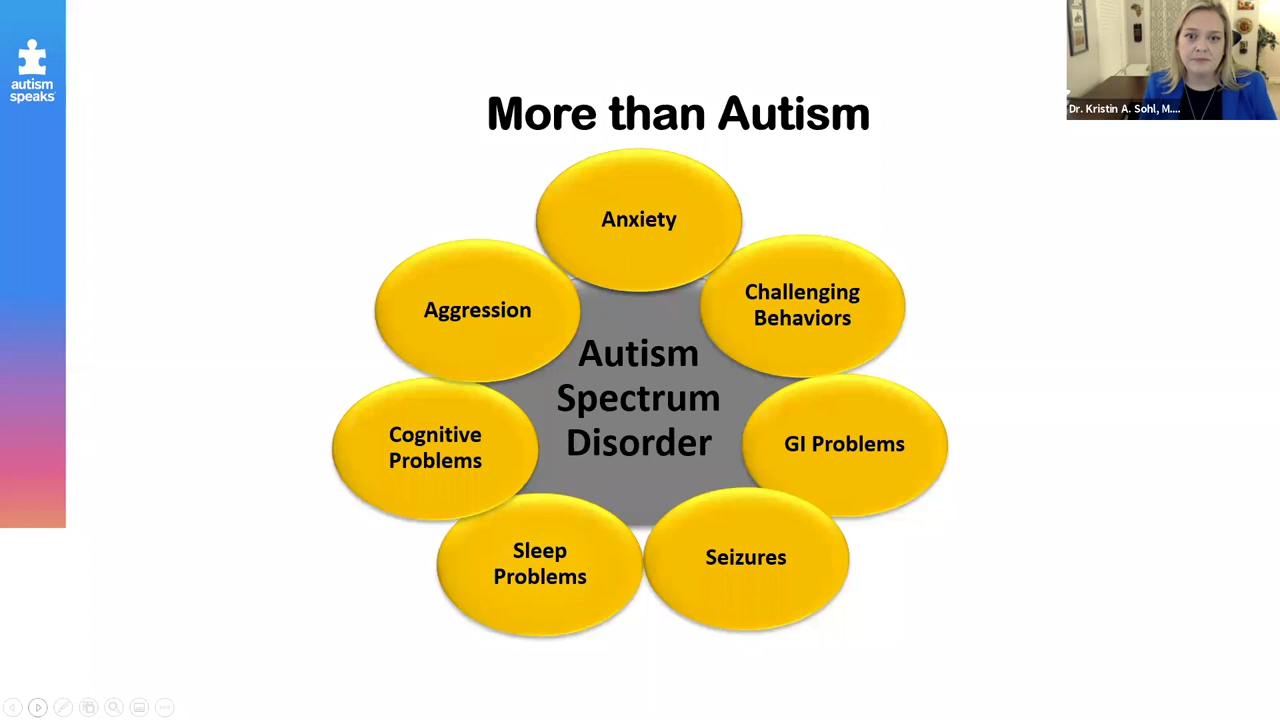 autism
speaks
Dr. Kristin A. Sohl, M....
More than Autism
Anxiety
Challenging
Behaviors
Aggression
Autism
Spectrum
Disorder
Cognitive
Problems
GI Problems
Sleep
Problems
Seizures